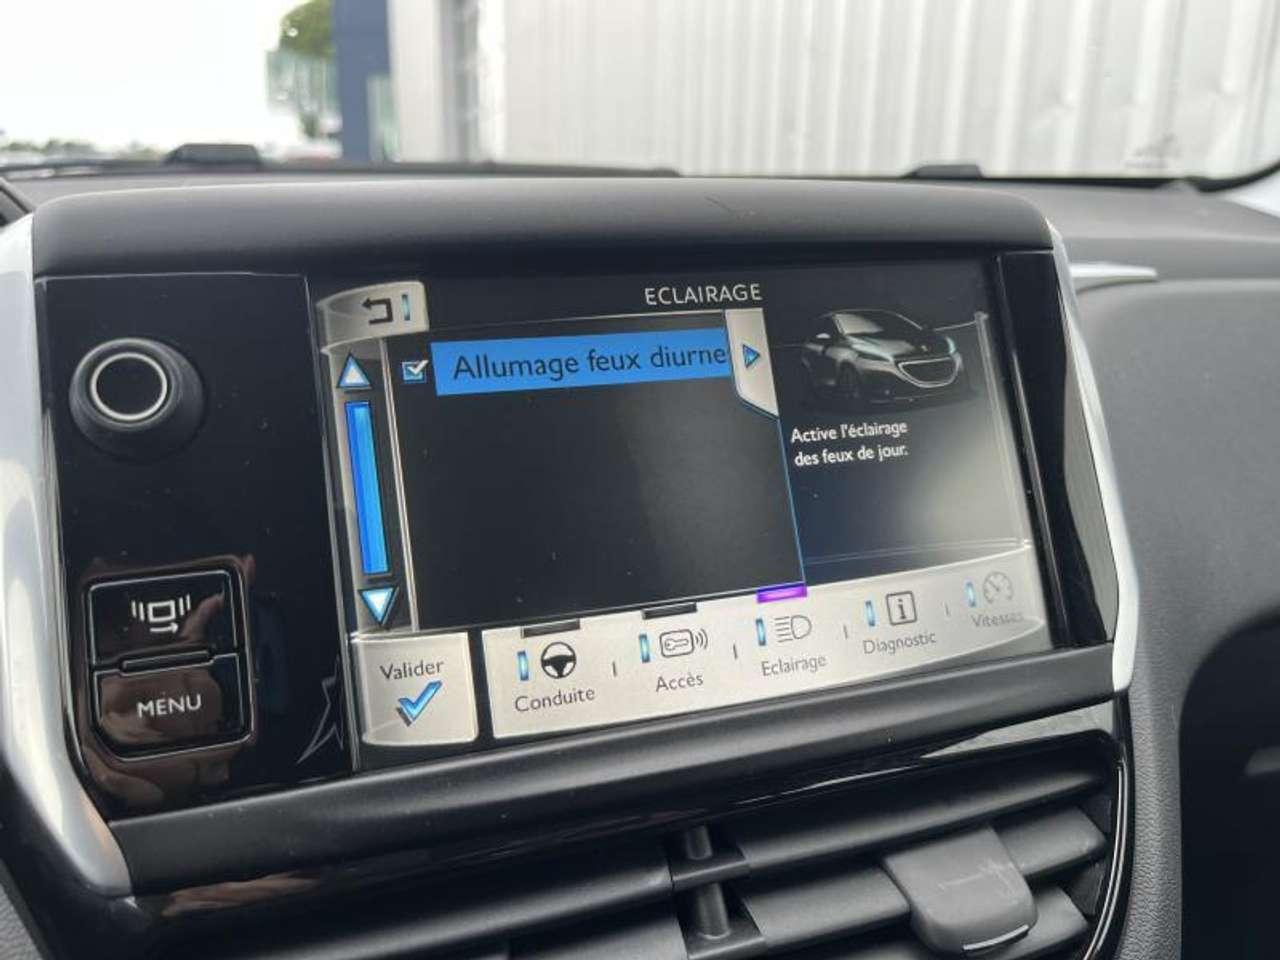 ECLAIRAGE
Allumage feux diurne
Active l'éclairage
des feux de jour.
MENU
Valider
Conduite
Accès
Eclairage
Diagnostic
Vitesses